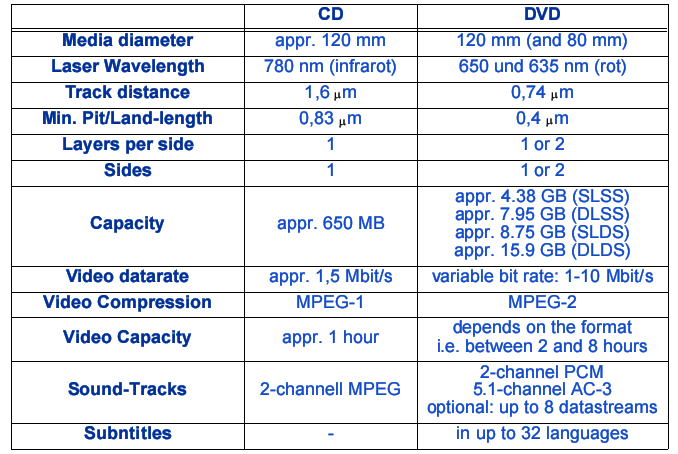 CD DVD
Media diameter appr. 120 mm 120 mm (and 80 mm)
Laser Wavelength 780 nm (infrarot) 650 und 635 nm (rot)
Track distance 1,6 μm 0,74 μm
Min. Pit/Land-length 0,83 μm 0,4 μm
Layers per side 1 1 or 2
Sides 1 1 or 2
Capacity appr. 650 MB appr. 4.38 GB (SLSS)
appr. 7.95 GB (DLSS)
appr. 8.75 GB (SLDS)
appr. 15.9 GB (DLDS)
Video datarate appr. 1,5 Mbit/s variable bit rate: 1-10 Mbit/s
Video Compression MPEG-1 MPEG-2
Video Capacity appr. 1 hour depends on the format
i.e. between 2 and 8 hours
Sound-Tracks 2-channell MPEG 2-channel PCM
5.1-channel AC-3
optional: up to 8 datastreams
Subntitles - in up to 32 languages